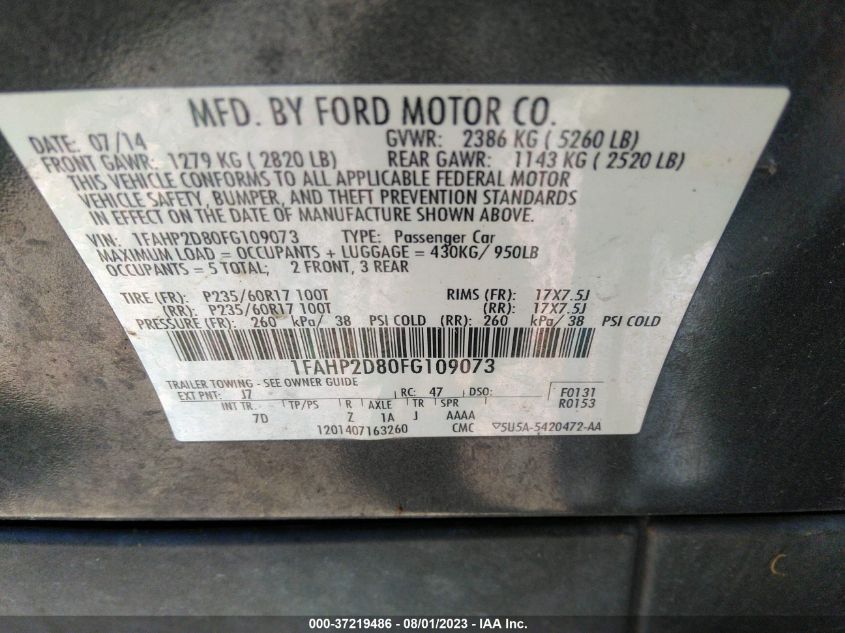 MFD. BY FORD MOTOR CO.
DATE: 07/14 GVWR: 2386 KG ( 5260 LB)
FRONT GAWR: 1279 KG ( 2820 LB) REAR GAWR: 1143 KG ( 2520 LB)
THIS VEHICLE CONFORMS TO ALL APPLICABLE FEDERAL MOTOR
VEHICLE SAFETY, BUMPER, AND THEFT PREVENTION STANDARDS
IN EFFECT ON THE DATE OF MANUFACTURE SHOWN ABOVE.
VIN: 1FAHP2D80FG109073 TYPE: Passenger Car
MAXIMUM LOAD = OCCUPANTS + LUGGAGE = 430KG/ 950LB
OCCUPANTS = 5 TOTAL; 2 FRONT, 3 REAR
TIRE (FR): P235/60R17 100T RIMS (FR): 17X7.5J
(RR): P235/60R17 100T (RR): 17X7.5J
PRESSURE (FR): 260 kPa/ 38 PSI COLD (RR): 260 kPa/ 38 PSI COLD
1FAHP2D80FG109073
TRAILER TOWING - SEE OWNER GUIDE
EXT PNT: J7 RC: 47 DSO: F0131
INT TR. TP/PS R AXLE TR SPR R0153
7D Z 1A J AAAA
1201407163260 CMC 5U5A-5420472-AA
000-37219486 - 08/01/2023 - IAA Inc.